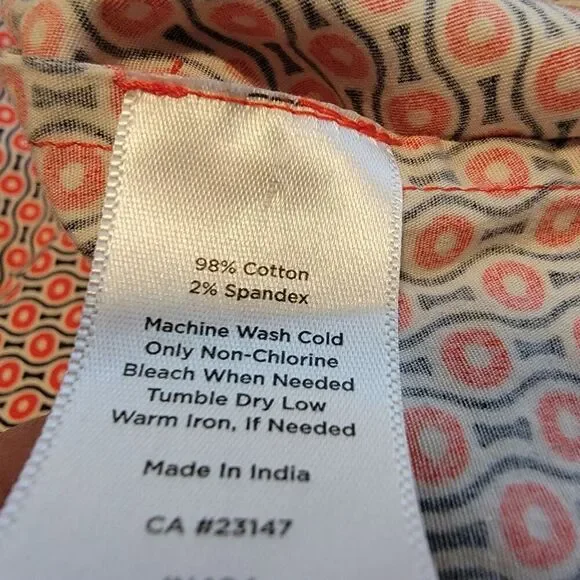 98% Cotton
2% Spandex
Machine Wash Cold
Only Non-Chlorine
Bleach When Needed
Tumble Dry Low
Warm Iron, If Needed
Made In India
CA #23147